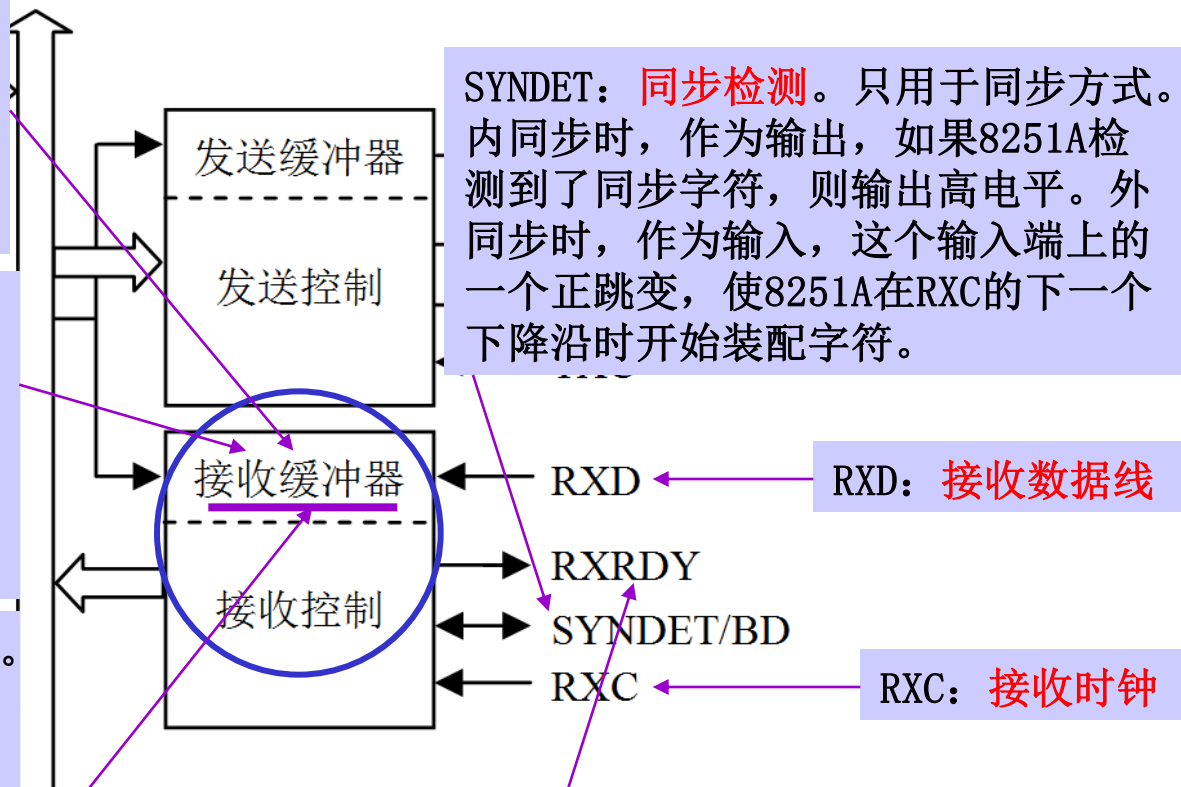 SYNDET：同步检测。只用于同步方式。
内同步时，作为输出，如果8251A检
测到了同步字符，则输出高电平。外
同步时，作为输入，这个输入端上的
一个正跳变，使8251A在RXC的下一个
下降沿时开始装配字符。
发送缓冲器
发送控制
接收缓冲器
接收控制
RXD
RXD：接收数据线
RXRDY
SYNDET/BD
RXC
RXC：接收时钟
。